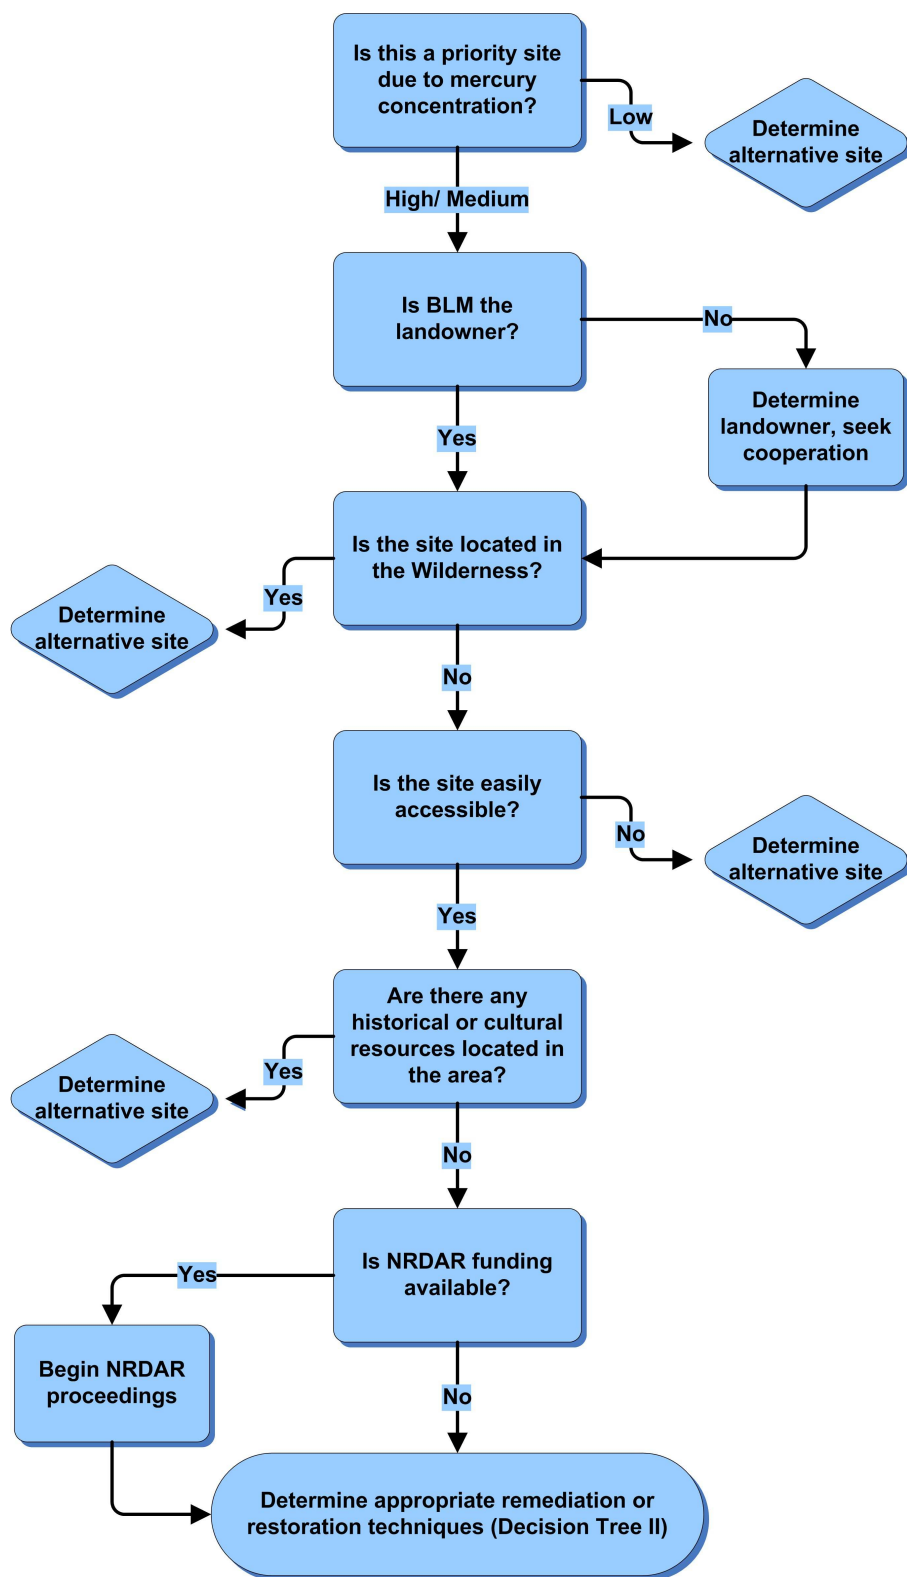 Is this a priority site
due to mercury
concentration?
Low
Determine
alternative site
High/ Medium
Is BLM the
landowner?
No
Determine
landowner, seek
cooperation
Yes
Is the site located in
the Wilderness?
Yes
Determine
alternative site
No
Is the site easily
accessible?
No
Determine
alternative site
Yes
Are there any
historical or cultural
resources located in
the area?
Yes
Determine
alternative site
No
Is NRDAR funding
available?
Yes
Begin NRDAR
proceedings
No
Determine appropriate remediation or
restoration techniques (Decision Tree II)